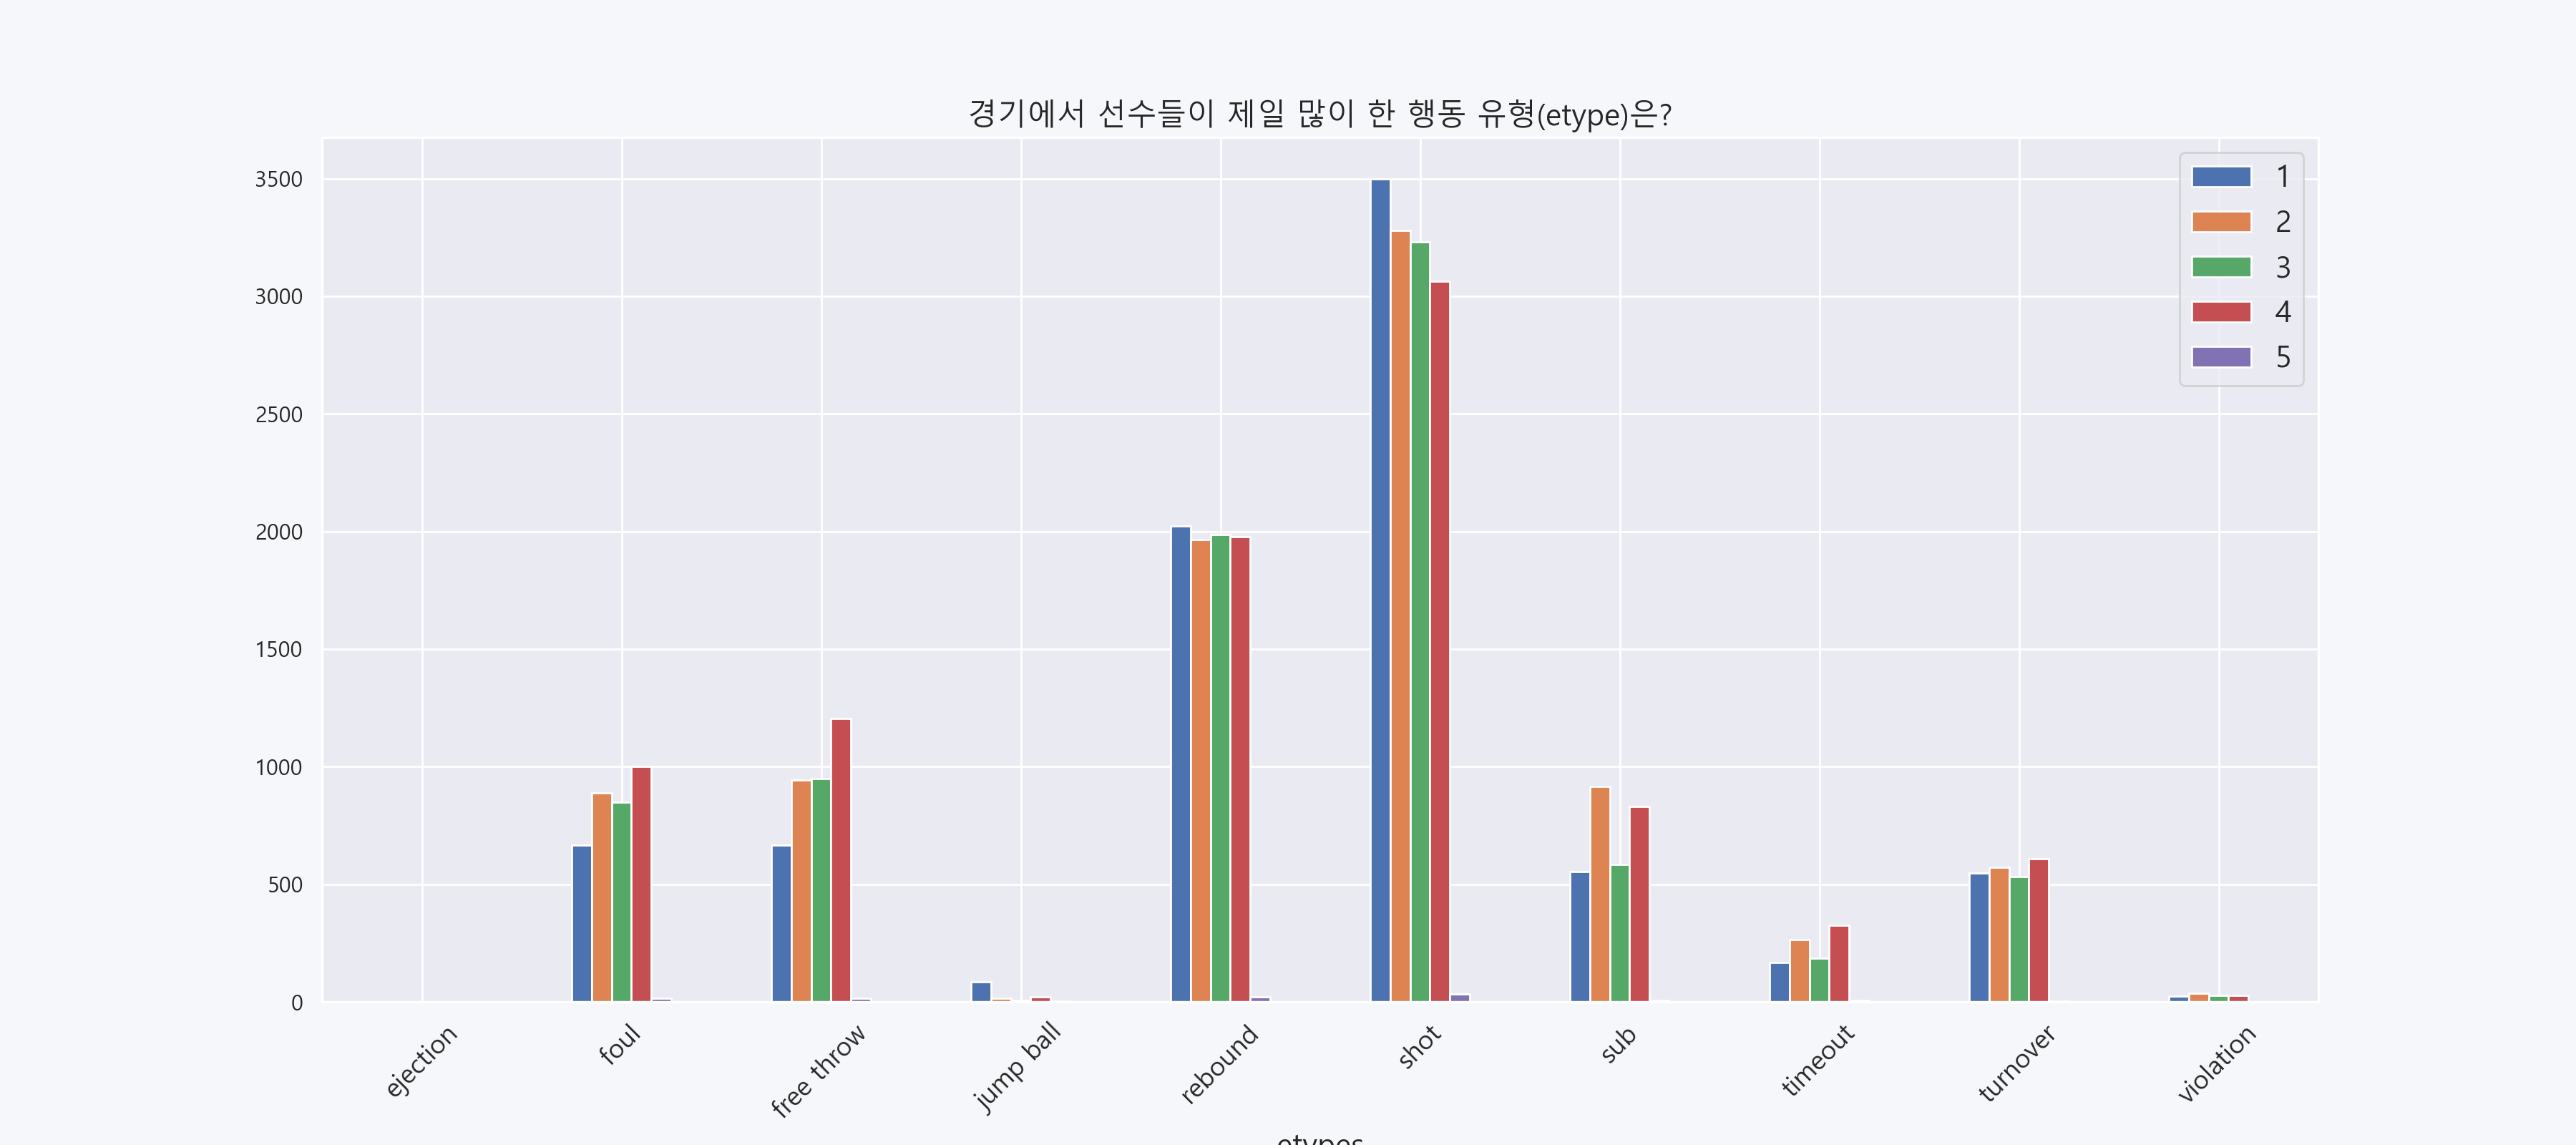 경기에서 선수들이 제일 많이 한 행동 유형(etype)은?
3500
3000
2500
2000
1500
1000
500
0
1
2
3
4
5
ejection
foul
free throw
jump ball
rebound
shot
sub
timeout
turnover
violation
etypes